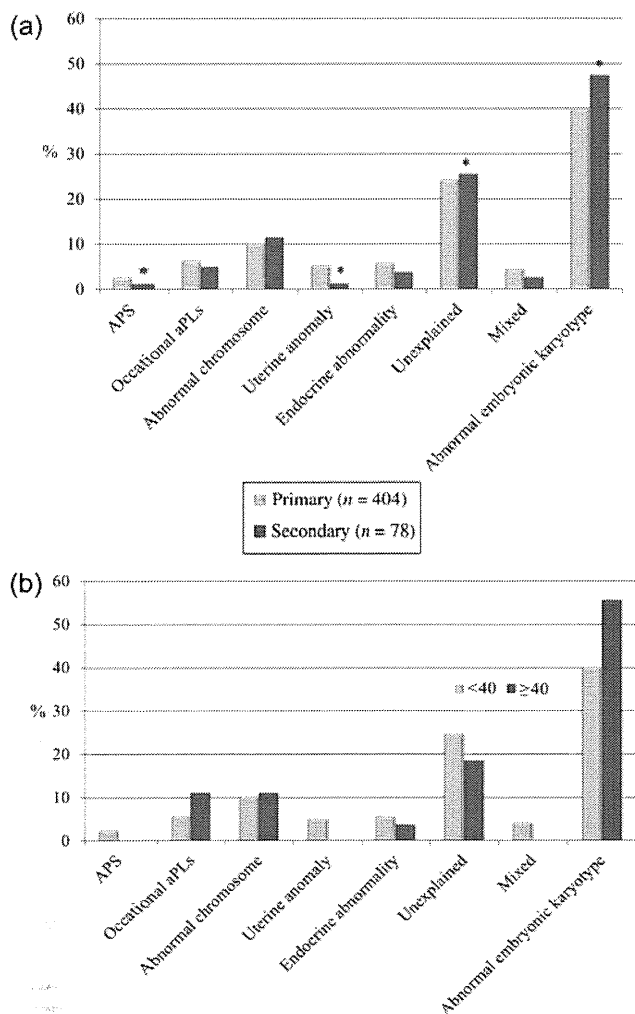 (a)
60
50
40
%
30
20
10
0
*
*
*
*
APS
Occational aPLs
Abnormal chromosome
Uterine anomaly
Endocrine abnormality
Unexplained
Mixed
Abnormal embryonic karyotype
Primary (n = 404)
Secondary (n = 78)
(b)
60
50
40
%
30
20
10
0
<40 ≥40
APS
Occational aPLs
Abnormal chromosome
Uterine anomaly
Endocrine abnormality
Unexplained
Mixed
Abnormal embryonic karyotype